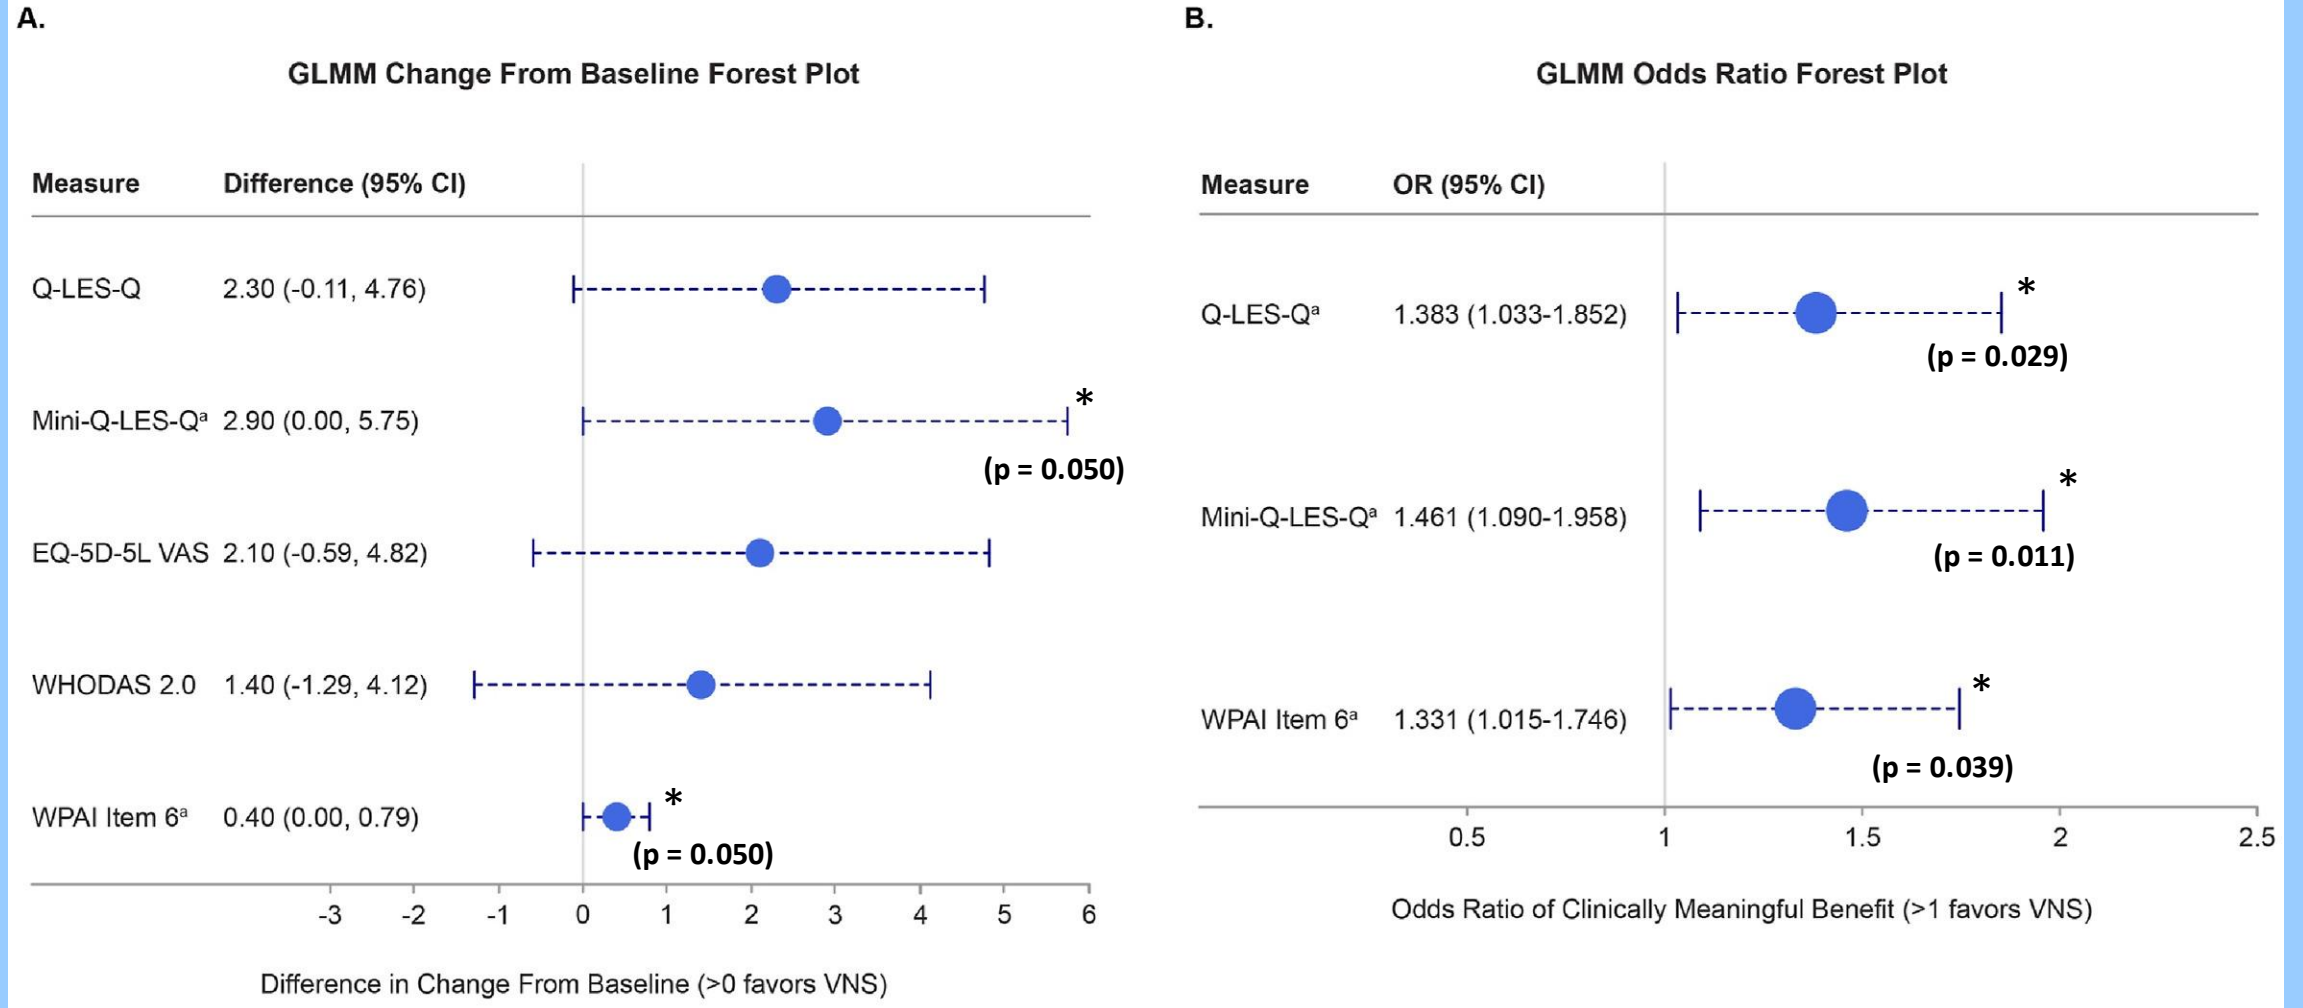 A.
GLMM Change From Baseline Forest Plot
Measure Difference (95% CI)
Q-LES-Q 2.30 (-0.11, 4.76)
*
Mini-Q-LES-Qᵃ 2.90 (0.00, 5.75)
(p = 0.050)
EQ-5D-5L VAS 2.10 (-0.59, 4.82)
WHODAS 2.0 1.40 (-1.29, 4.12)
*
WPAI Item 6ᵃ 0.40 (0.00, 0.79)
(p = 0.050)
-3 -2 -1 0 1 2 3 4 5 6
Difference in Change From Baseline (>0 favors VNS)
B.
GLMM Odds Ratio Forest Plot
Measure OR (95% CI)
*
Q-LES-Qᵃ 1.383 (1.033-1.852)
(p = 0.029)
*
Mini-Q-LES-Qᵃ 1.461 (1.090-1.958)
(p = 0.011)
*
WPAI Item 6ᵃ 1.331 (1.015-1.746)
(p = 0.039)
0.5 1 1.5 2 2.5
Odds Ratio of Clinically Meaningful Benefit (>1 favors VNS)